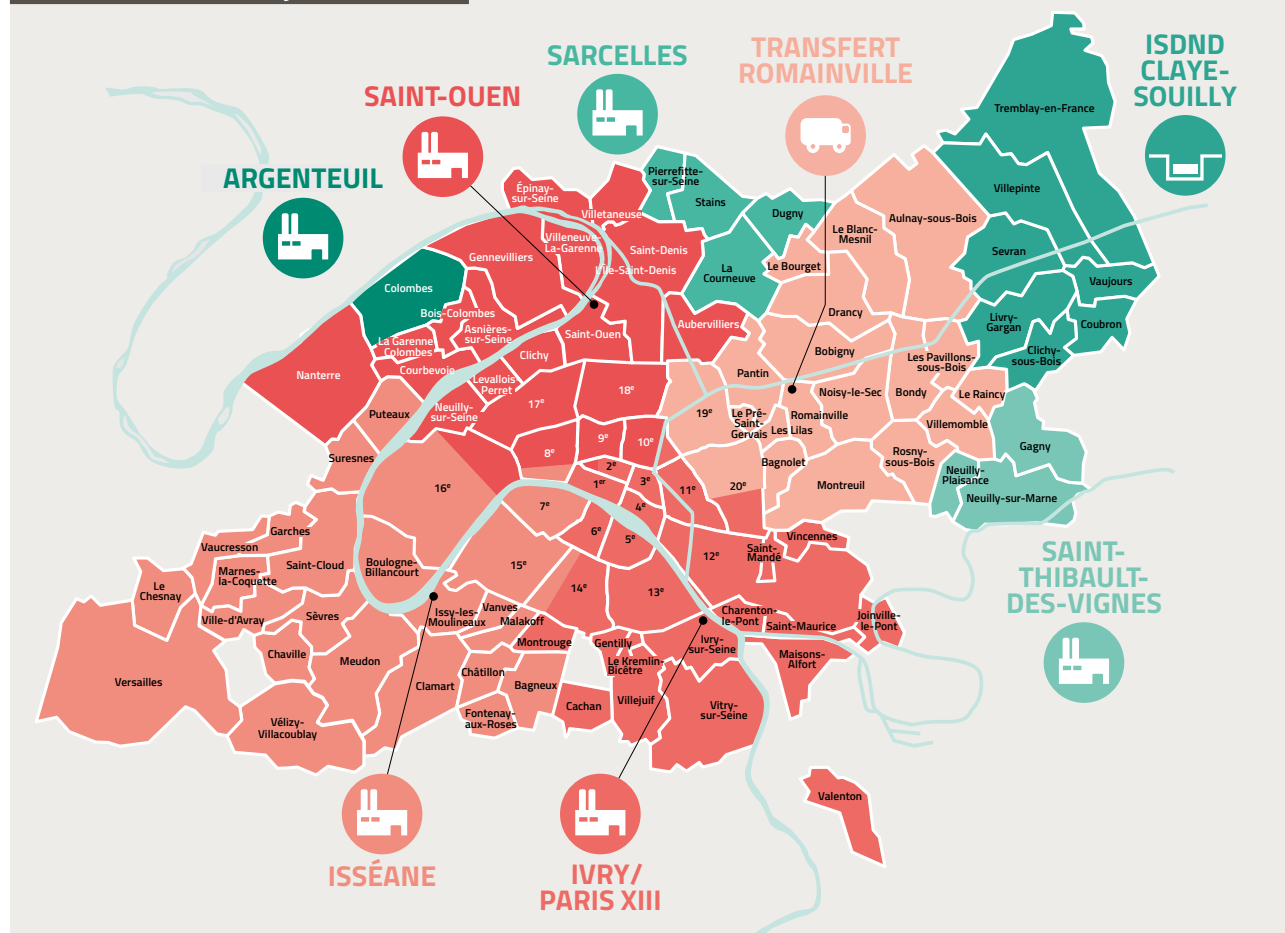 SARCELLES
TRANSFERT
ROMAINVILLE
ISDND
CLAYE-
SOUILLY
SAINT-OUEN
ARGENTEUIL
Tremblay-en-France
Villepinte
Sevran
Vaujours
Coubron
Livry-
Gargan
Clichy-
sous-Bois
Pierrefitte-
sur-Seine
Stains
Dugny
La
Courneuve
Le Bourget
Le Blanc-
Mesnil
Aulnay-sous-Bois
Drancy
Bobigny
Les Pavillons-
sous-Bois
Bondy
Le Raincy
Villemomble
Gagny
Neuilly-
Plaisance
Neuilly-sur-Marne
Rosny-
sous-Bois
Noisy-le-Sec
Romainville
Pantin
Le Pré-
Saint-
Gervais
Les Lilas
Bagnolet
Montreuil
Épinay-
sur-Seine
Villetaneuse
Villeneuve-
La-Garenne
Saint-Denis
L'Île-Saint-Denis
Gennevilliers
Colombes
Bois-Colombes
Asnières-
sur-Seine
La Garenne
Colombes
Courbevoie
Clichy
Saint-Ouen
Aubervilliers
Levallois
Perret
Nanterre
Neuilly-
sur-Seine
Puteaux
Suresnes
17e
18e
19e
8e
9e
10e
2e
1er
3e
11e
20e
16e
7e
4e
6e
5e
12e
15e
14e
13e
Garches
Vaucresson
Marnes-
la-Coquette
Saint-Cloud
Boulogne-
Billancourt
Le
Chesnay
Ville-d'Avray
Sèvres
Issy-les-
Moulineaux
Vanves
Malakoff
Montrouge
Chaville
Meudon
Versailles
Vélizy-
Villacoublay
Clamart
Châtillon
Fontenay-
aux-Roses
Bagneux
Cachan
Gentilly
Le Kremlin-
Bicêtre
Villejuif
Ivry-
sur-Seine
Vitry-
sur-Seine
Charenton-
le-Pont
Saint-Maurice
Joinville-
le-Pont
Maisons-
Alfort
Saint-
Mandé
Vincennes
Valenton
SAINT-
THIBAULT-
DES-VIGNES
ISSÉANE
IVRY/
PARIS XIII